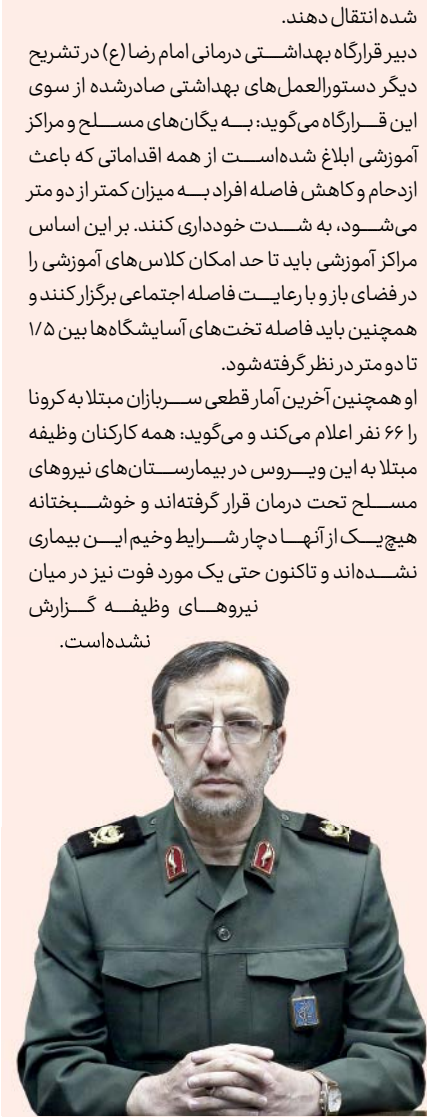 شده انتقال دهند.
دبیر قرارگاه بهداشتی درمانی امام رضا(ع) در تشریح
دیگر دستورالعمل‌های بهداشتی صادرشده از سوی
این قرارگاه می‌گوید: به یگان‌های مسلح و مراکز
آموزشی ابلاغ شده‌است از همه اقداماتی که باعث
ازدحام و کاهش فاصله افراد به میزان کمتر از دو متر
می‌شود، به شدت خودداری کنند. بر این اساس
مراکز آموزشی باید تا حد امکان کلاس‌های آموزشی را
در فضای باز و با رعایت فاصله اجتماعی برگزار کنند و
همچنین باید فاصله تخت‌های آسایشگاه‌ها بین ۱/۵
تا دو متر در نظر گرفته‌شود.
او همچنین آخرین آمار قطعی سربازان مبتلا به کرونا
را ۶۶ نفر اعلام می‌کند و می‌گوید: همه کارکنان وظیفه
مبتلا به این ویروس در بیمارستان‌های نیروهای
مسلح تحت درمان قرار گرفته‌اند و خوشبختانه
هیچ‌یک از آنها دچار شرایط وخیم این بیماری
نشده‌اند و تاکنون حتی یک مورد فوت نیز در میان
نیروهای وظیفه گزارش
نشده‌است.